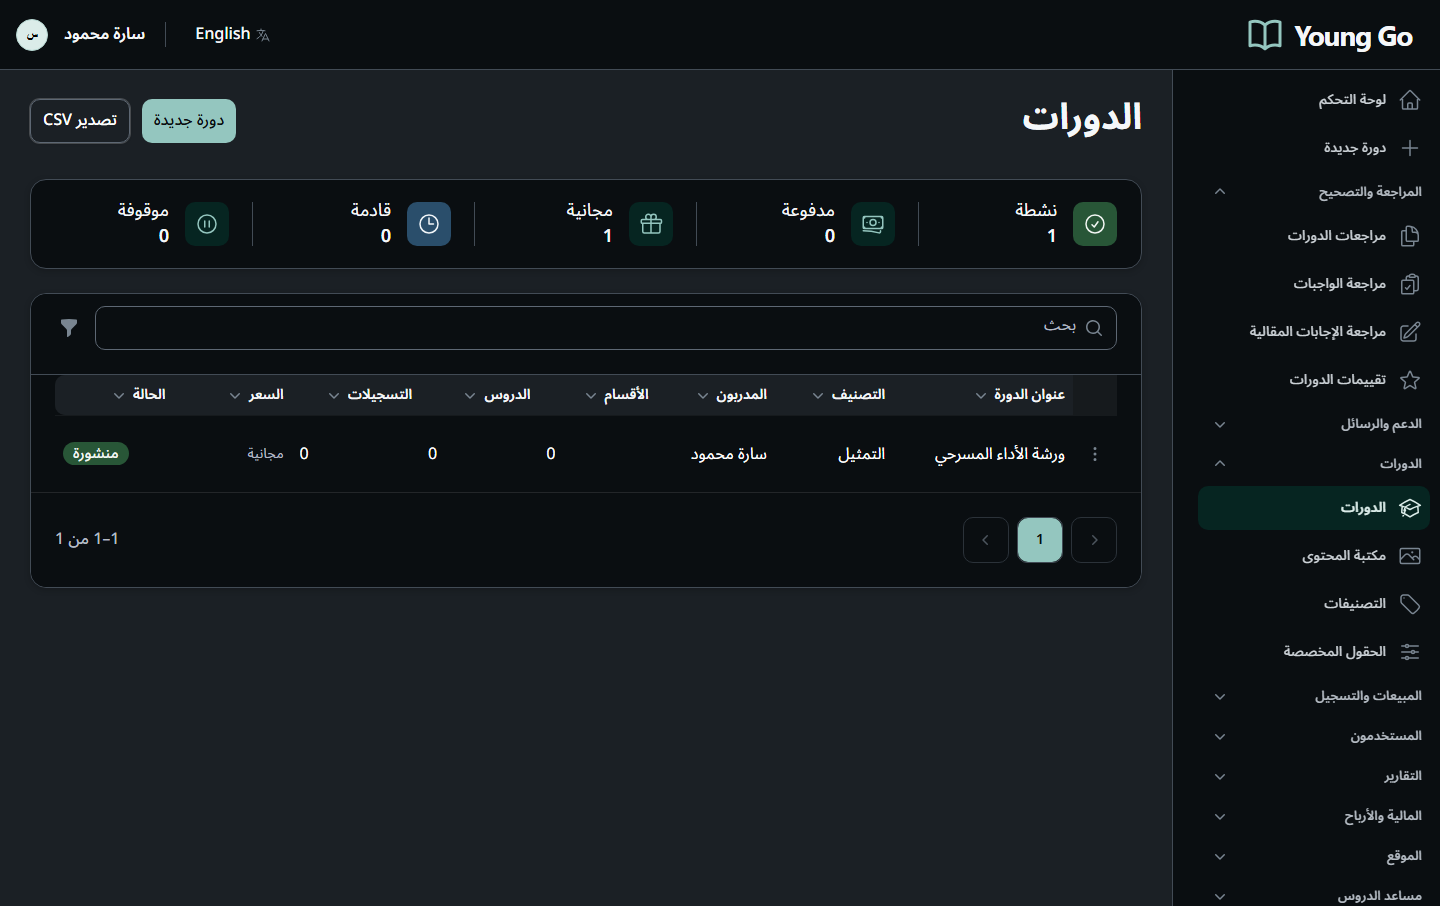 Young Go
English
سارة محمود
س
لوحة التحكم
دورة جديدة
المراجعة والتصحيح
مراجعات الدورات
مراجعة الواجبات
مراجعة الإجابات المقالية
تقييمات الدورات
الدعم والرسائل
الدورات
الدورات
مكتبة المحتوى
التصنيفات
الحقول المخصصة
المبيعات والتسجيل
المستخدمون
التقارير
المالية والأرباح
الموقع
مساعد الدروس
الدورات
دورة جديدة
تصدير CSV
نشطة
1
مدفوعة
0
مجانية
1
قادمة
0
موقوفة
0
بحث
عنوان الدورة التصنيف المدربون الأقسام الدروس التسجيلات السعر الحالة
ورشة الأداء المسرحي التمثيل سارة محمود 0 0 0 مجانية منشورة
1
1–1 من 1